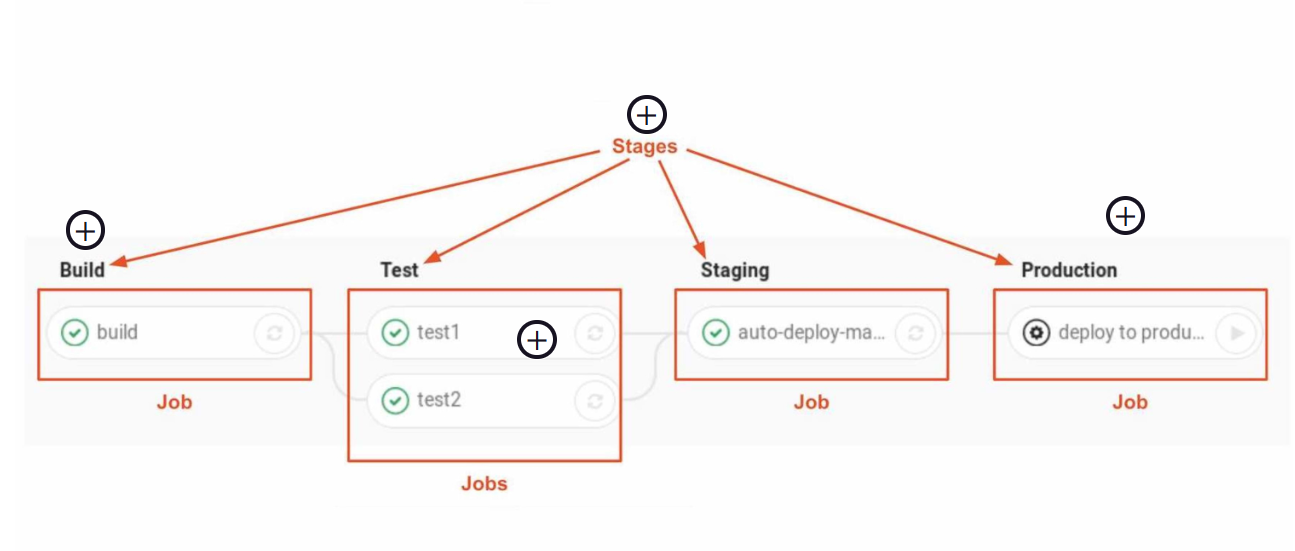 Stages
Build
Test
Staging
Production
build
test1
auto-deploy-ma...
deploy to produ...
test2
Job
Job
Job
Jobs